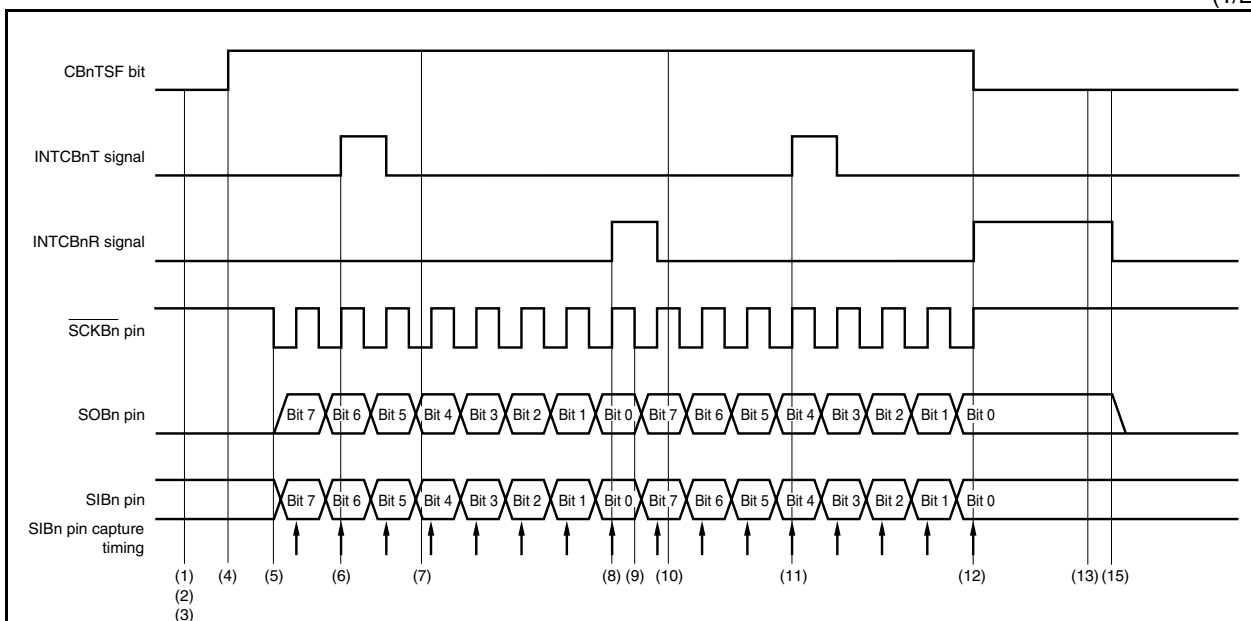 (1/2
CBnTSF bit
INTCBnT signal
INTCBnR signal
SCKBn pin
SOBn pin
Bit 7 Bit 6 Bit 5 Bit 4 Bit 3 Bit 2 Bit 1 Bit 0 Bit 7 Bit 6 Bit 5 Bit 4 Bit 3 Bit 2 Bit 1 Bit 0
SIBn pin
Bit 7 Bit 6 Bit 5 Bit 4 Bit 3 Bit 2 Bit 1 Bit 0 Bit 7 Bit 6 Bit 5 Bit 4 Bit 3 Bit 2 Bit 1 Bit 0
SIBn pin capture
timing
(1) (4) (5) (6) (7) (8) (9) (10) (11) (12) (13) (15)
(2)
(3)